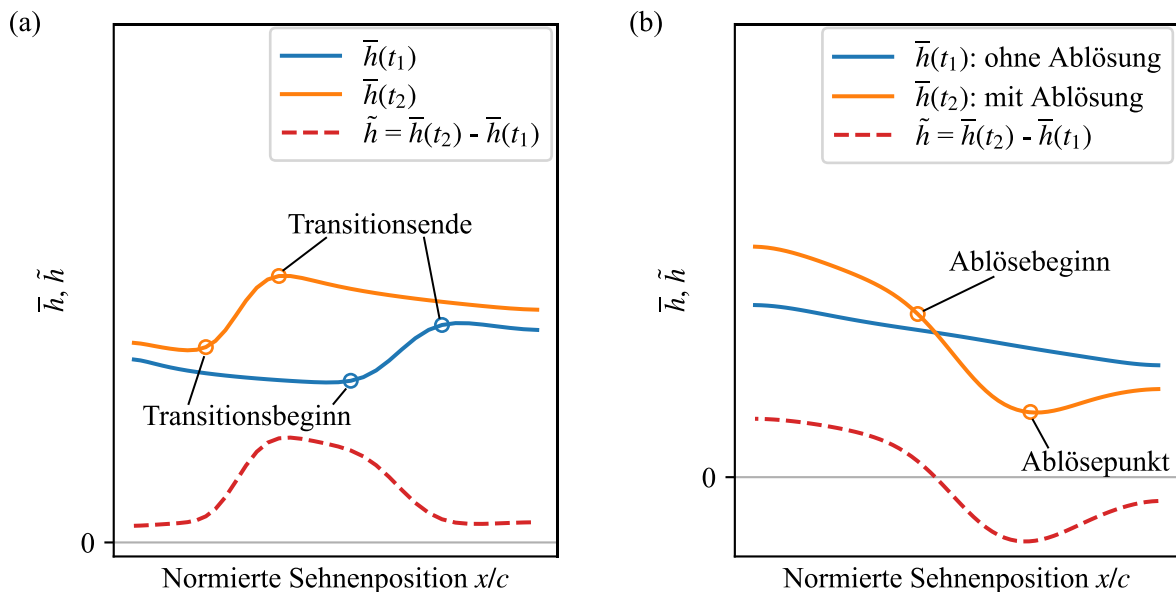 (a)
h̅(t₁)
h̅(t₂)
h̃ = h̅(t₂) - h̅(t₁)
Transitionsende
Transitionsbeginn
h̅, h̃
0
Normierte Sehnenposition x/c
(b)
h̅(t₁): ohne Ablösung
h̅(t₂): mit Ablösung
h̃ = h̅(t₂) - h̅(t₁)
Ablösebeginn
Ablösepunkt
h̅, h̃
0
Normierte Sehnenposition x/c